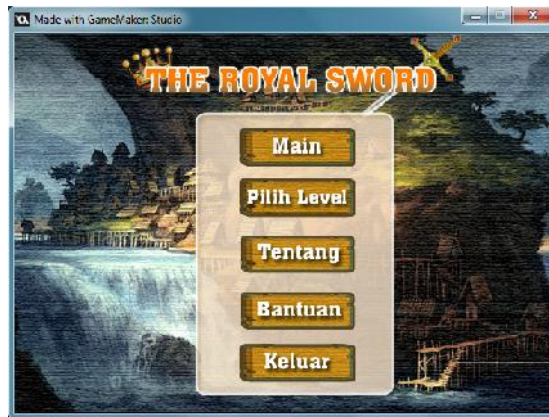 Made with GameMaker: Studio
THE ROYAL SWORD
Main
Pilih Level
Tentang
Bantuan
Keluar